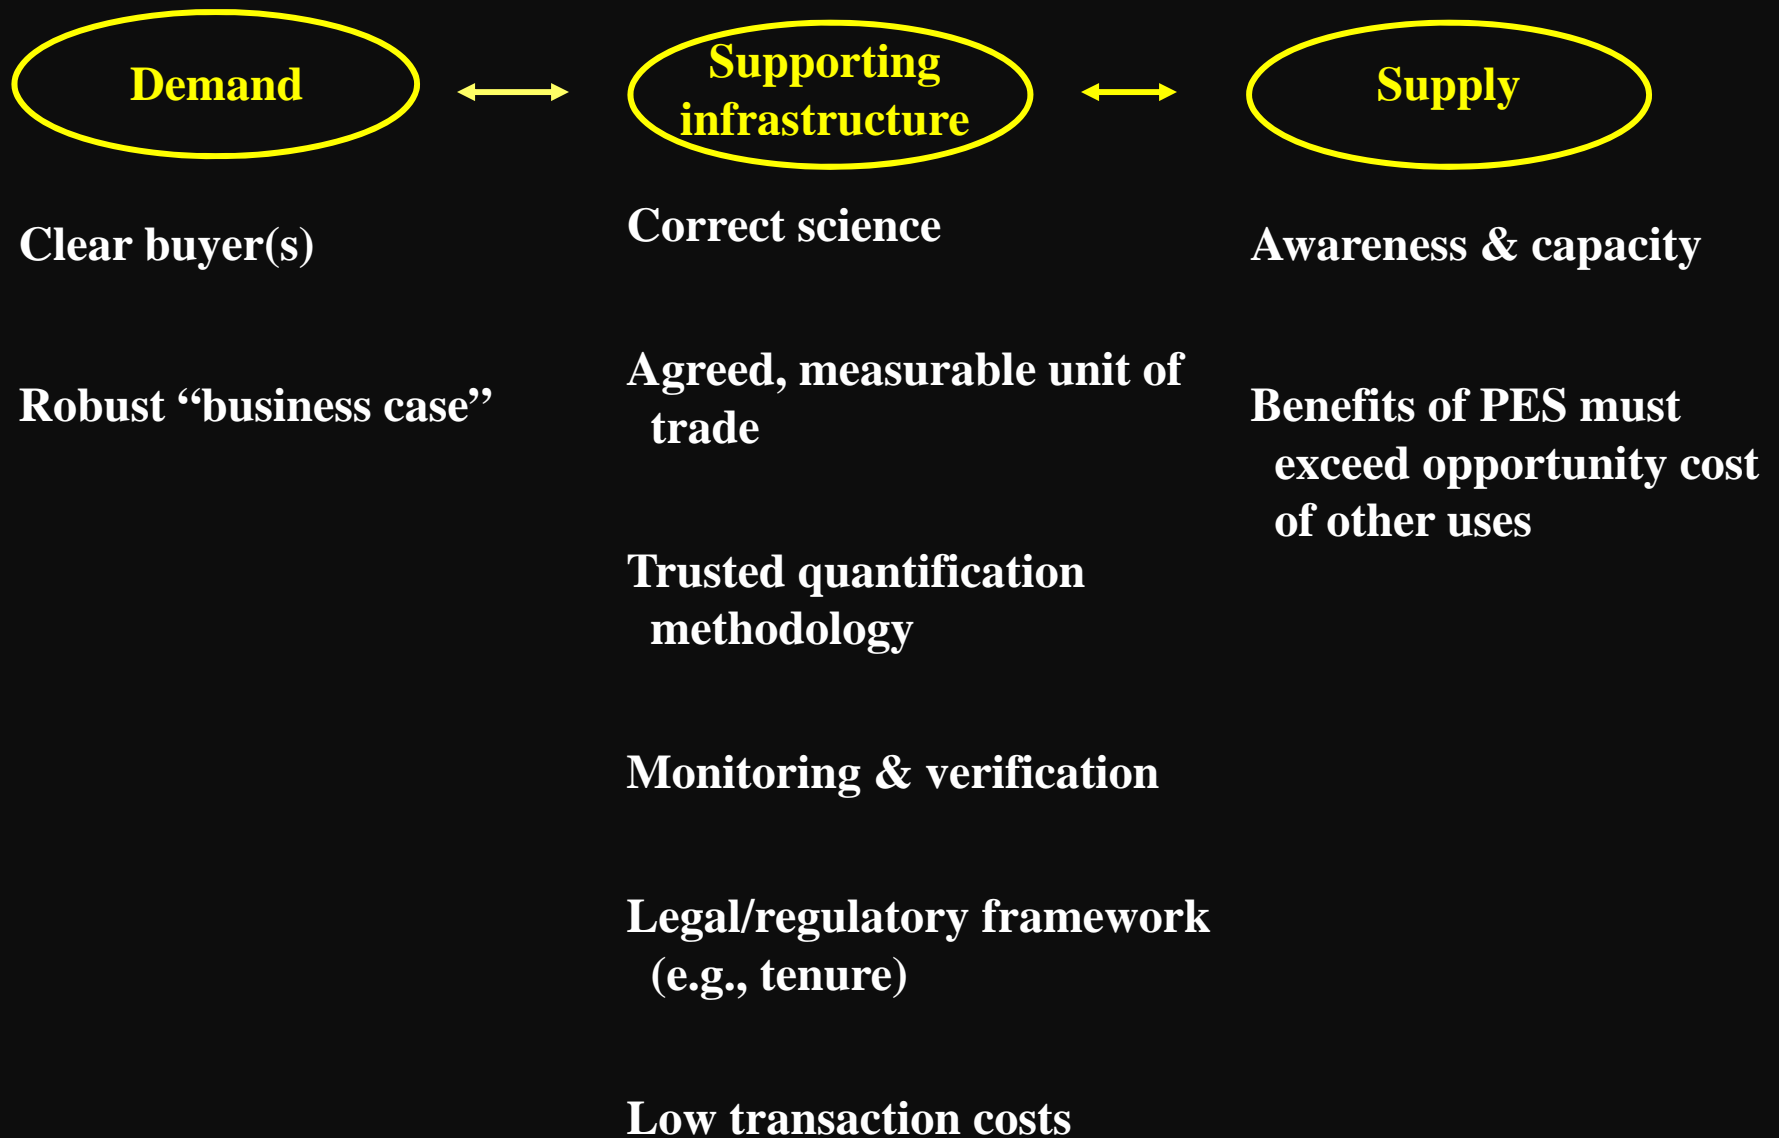 Demand
Supporting
infrastructure
Supply
Clear buyer(s)
Robust “business case”
Correct science
Agreed, measurable unit of
trade
Trusted quantification
methodology
Monitoring & verification
Legal/regulatory framework
(e.g., tenure)
Low transaction costs
Awareness & capacity
Benefits of PES must
exceed opportunity cost
of other uses